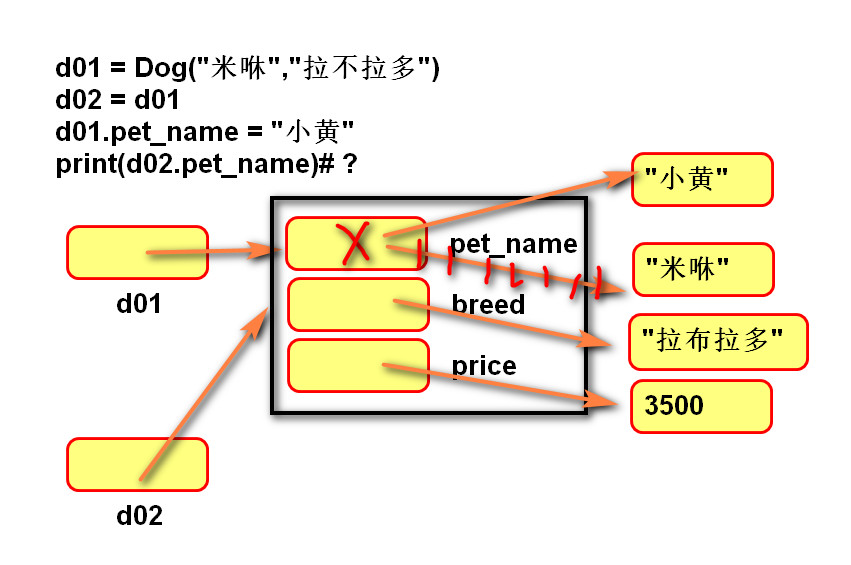 d01 = Dog("米咻","拉不拉多")
d02 = d01
d01.pet_name = "小黄"
print(d02.pet_name)# ?
"小黄"
pet_name
"米咻"
d01
breed
"拉布拉多"
price
3500
d02